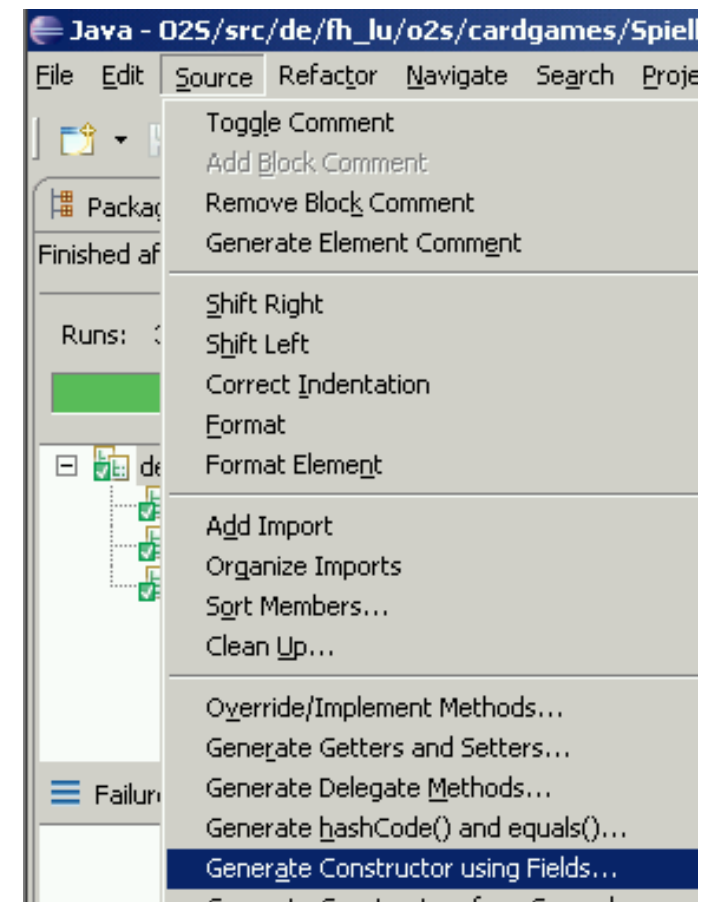 Java - O2S/src/de/fh_lu/o2s/cardgames/Spiel
File Edit Source Refactor Navigate Search Proje
Toggle Comment
Add Block Comment
Packag
Remove Block Comment
Finished af
Generate Element Comment
Shift Right
Runs:
Shift Left
Correct Indentation
Format
de
Format Element
Add Import
Organize Imports
Sort Members...
Clean Up...
Override/Implement Methods...
Generate Getters and Setters...
Failur
Generate Delegate Methods...
Generate hashCode() and equals()...
Generate Constructor using Fields...